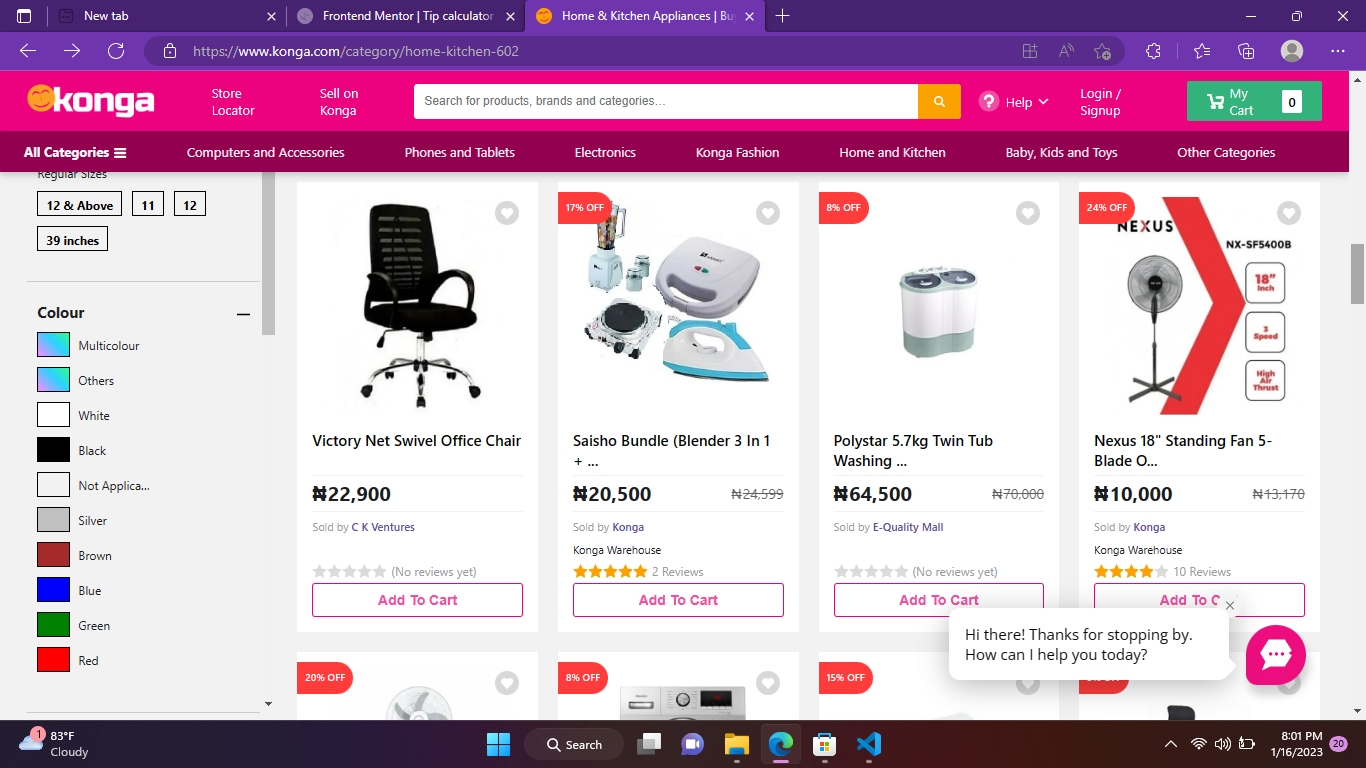 New tab
Frontend Mentor | Tip calculator
Home & Kitchen Appliances | Buy
https://www.konga.com/category/home-kitchen-602
konga
Store
Locator
Sell on
Konga
Search for products, brands and categories...
? Help
Login /
Signup
My
Cart
0
All Categories
Computers and Accessories
Phones and Tablets
Electronics
Konga Fashion
Home and Kitchen
Baby, Kids and Toys
Other Categories
Regular Sizes
12 & Above
11
12
39 inches
Colour
Multicolour
Others
White
Black
Not Applica...
Silver
Brown
Blue
Green
Red
Victory Net Swivel Office Chair
₦22,900
Sold by C K Ventures
(No reviews yet)
Add To Cart
17% OFF
Saisho Bundle (Blender 3 In 1
+ ...
₦20,500
₦24,599
Sold by Konga
Konga Warehouse
2 Reviews
Add To Cart
8% OFF
Polystar 5.7kg Twin Tub
Washing ...
₦64,500
₦70,000
Sold by E-Quality Mall
(No reviews yet)
Add To Cart
24% OFF
NEXUS
NX-SF5400B
18"
Inch
3
Speed
High
Air
Thrust
Nexus 18" Standing Fan 5-
Blade O...
₦10,000
₦13,170
Sold by Konga
Konga Warehouse
10 Reviews
Add To C
Hi there! Thanks for stopping by.
How can I help you today?
20% OFF
8% OFF
15% OFF
1
83°F
Cloudy
Search
8:01 PM
1/16/2023
20